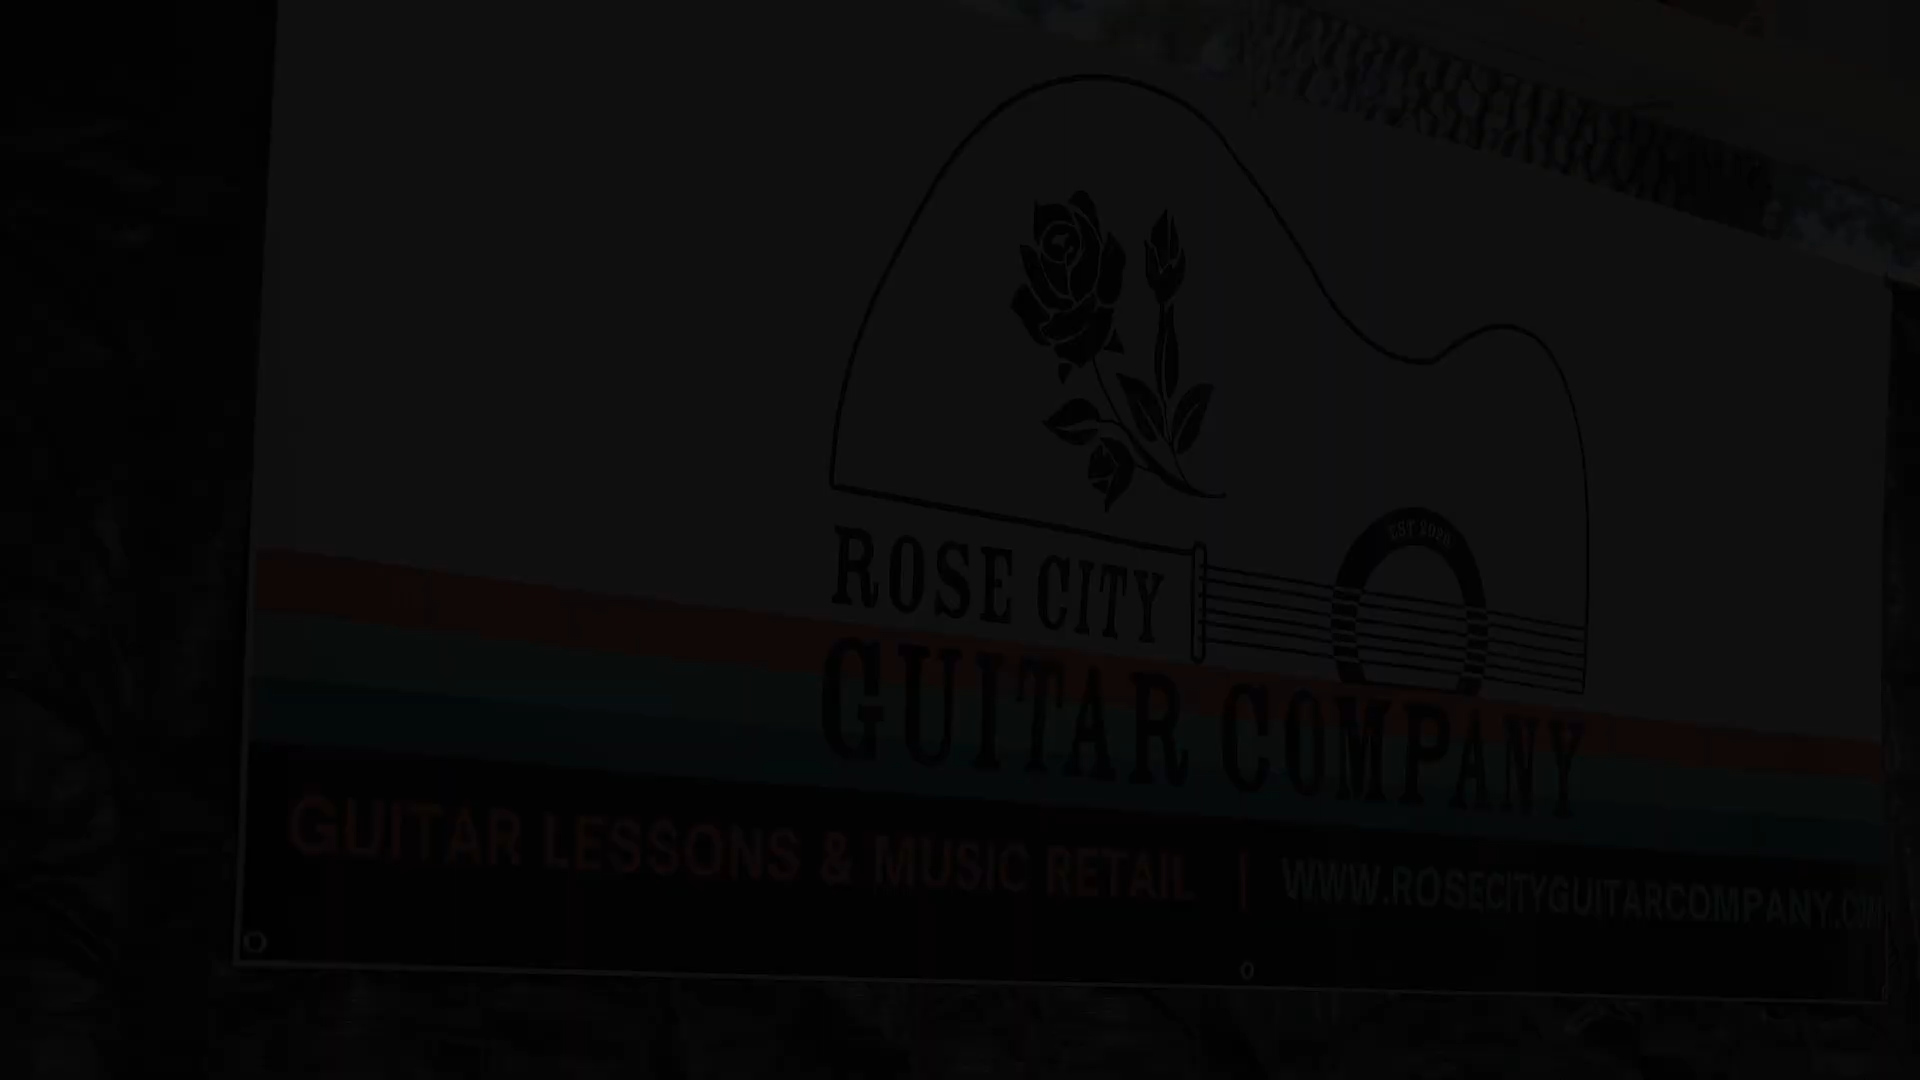 EST 2020
ROSE CITY
GUITAR COMPANY
GUITAR LESSONS & MUSIC RETAIL | WWW.ROSECITYGUITARCOMPANY.COM